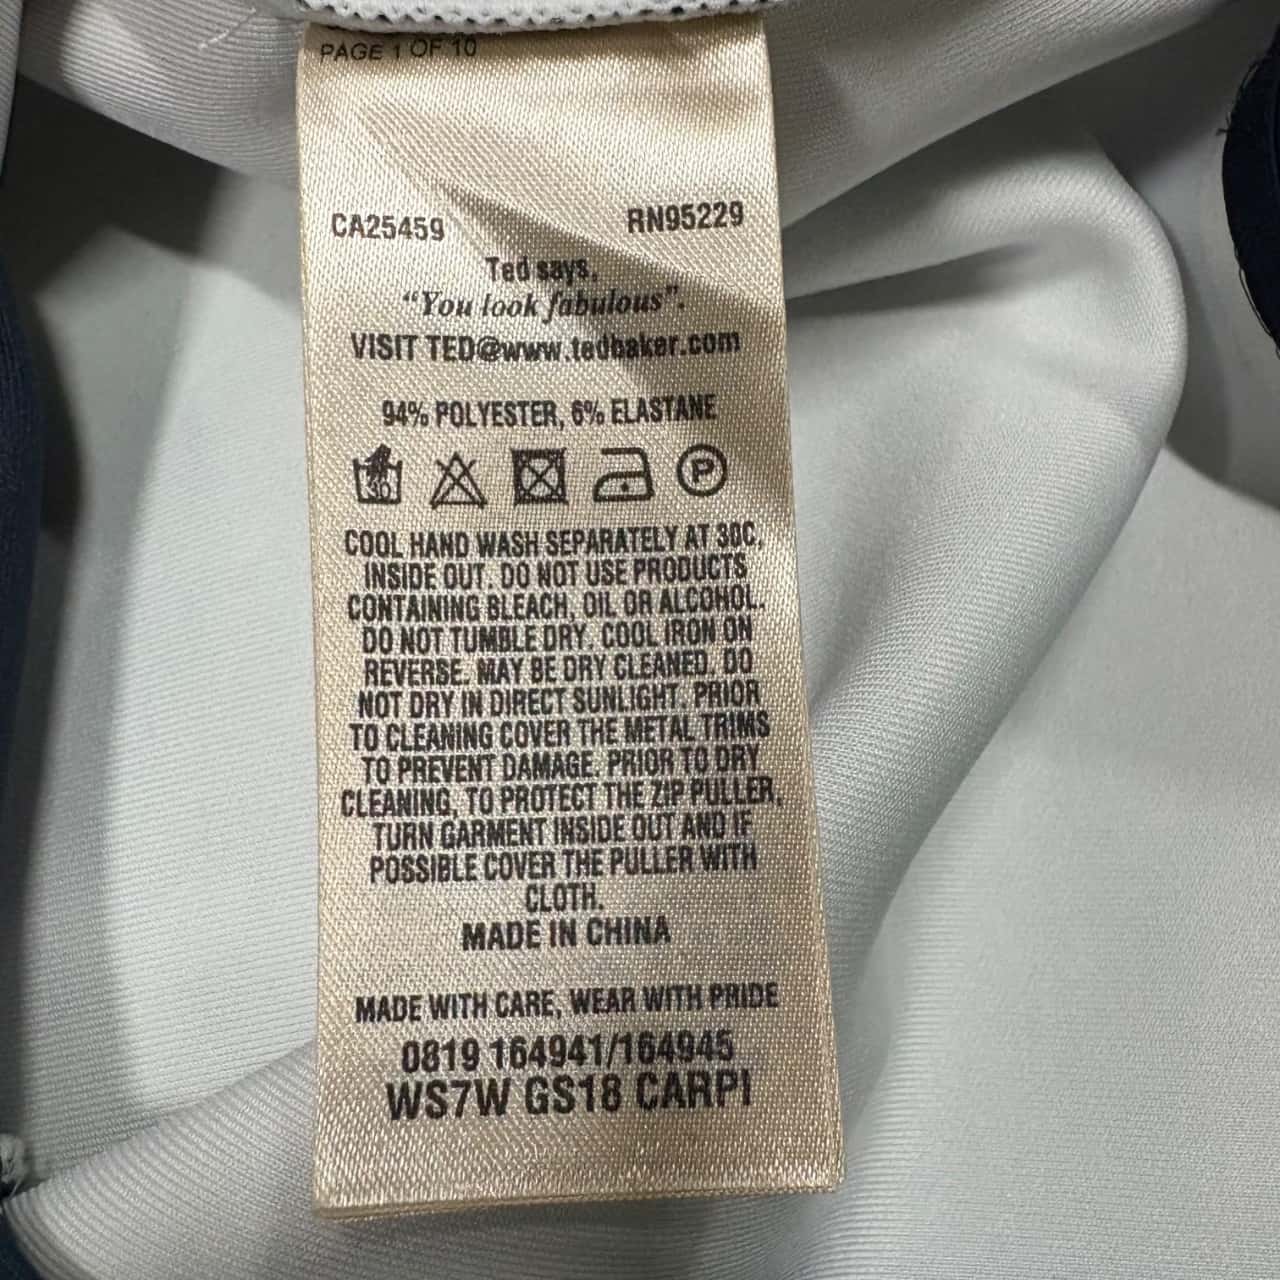 PAGE 1 OF 10
CA25459 RN95229
Ted says,
“You look fabulous”.
VISIT TED@www.tedbaker.com
94% POLYESTER, 6% ELASTANE
30 P
COOL HAND WASH SEPARATELY AT 30C,
INSIDE OUT. DO NOT USE PRODUCTS
CONTAINING BLEACH, OIL OR ALCOHOL.
DO NOT TUMBLE DRY. COOL IRON ON
REVERSE. MAY BE DRY CLEANED. DO
NOT DRY IN DIRECT SUNLIGHT. PRIOR
TO CLEANING COVER THE METAL TRIMS
TO PREVENT DAMAGE. PRIOR TO DRY
CLEANING, TO PROTECT THE ZIP PULLER,
TURN GARMENT INSIDE OUT AND IF
POSSIBLE COVER THE PULLER WITH
CLOTH.
MADE IN CHINA
MADE WITH CARE, WEAR WITH PRIDE
0819 164941/164945
WS7W GS18 CARPI